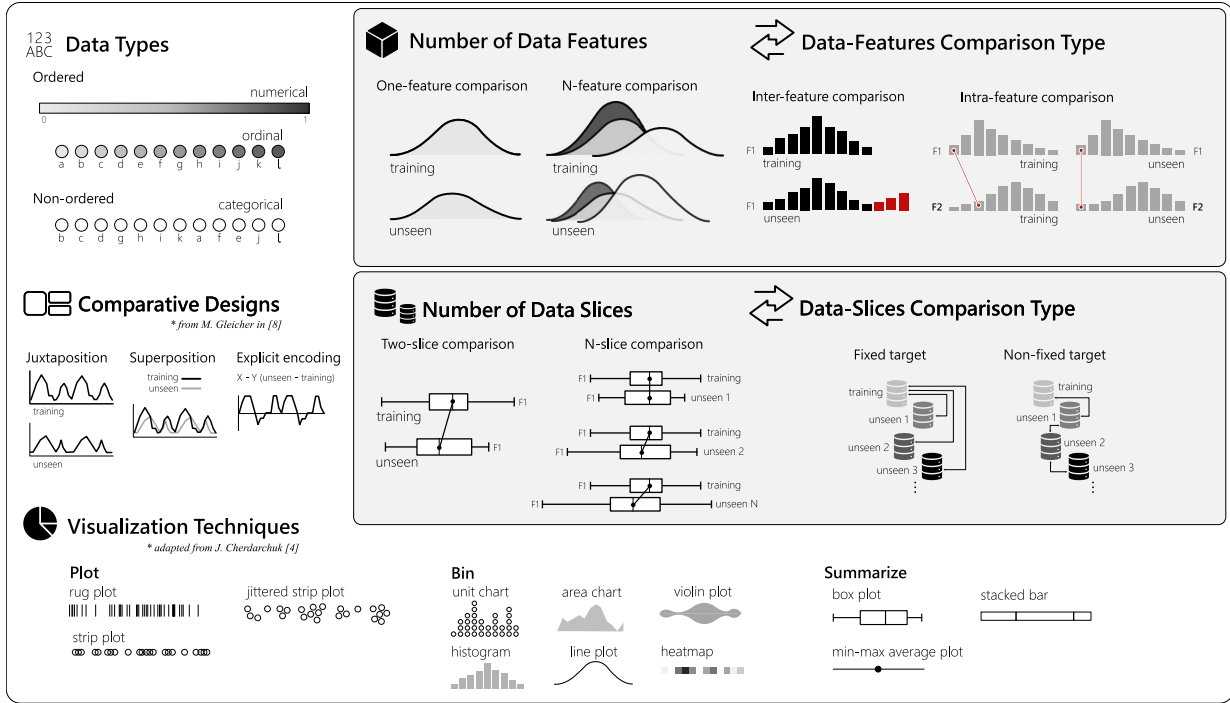 123
ABC
Data Types
Ordered
numerical
0 1
ordinal
a b c d e f g h i j k l
Non-ordered
categorical
b c d g h i k a f e j l
Comparative Designs
* from M. Gleicher in [8]
Juxtaposition
training
unseen
Superposition
training
unseen
Explicit encoding
X - Y (unseen - training)
Number of Data Features
One-feature comparison
training
unseen
N-feature comparison
training
unseen
Data-Features Comparison Type
Inter-feature comparison
F1
training
F1
unseen
Intra-feature comparison
F1
training
unseen
F1
F2
training
unseen
F2
Number of Data Slices
Two-slice comparison
F1
training
F1
unseen
N-slice comparison
F1 training
F1 unseen 1
F1 training
F1 unseen 2
F1 training
F1 unseen N
Data-Slices Comparison Type
Fixed target
training
unseen 1
unseen 2
unseen 3
Non-fixed target
training
unseen 1
unseen 2
unseen 3
Visualization Techniques
* adapted from J. Cherdarchuk [4]
Plot
rug plot
jittered strip plot
strip plot
Bin
unit chart
area chart
violin plot
histogram
line plot
heatmap
Summarize
box plot
stacked bar
min-max average plot